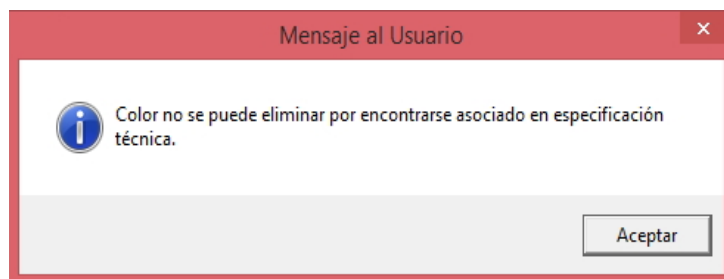 Mensaje al Usuario
Color no se puede eliminar por encontrarse asociado en especificación
técnica.
Aceptar